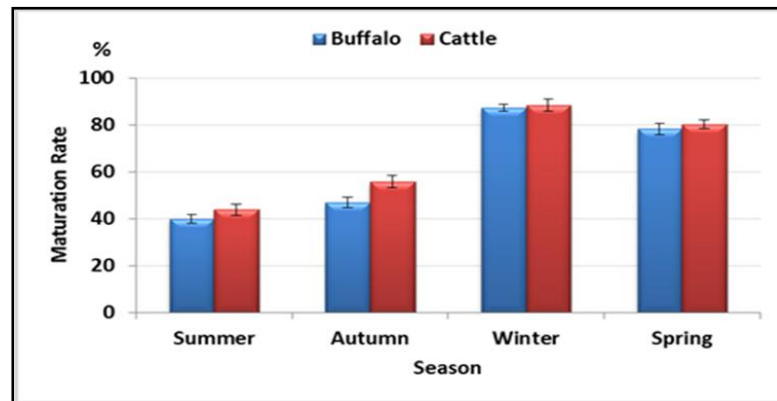 Buffalo Cattle
%
Maturation Rate
100
80
60
40
20
0
Summer Autumn Winter Spring
Season